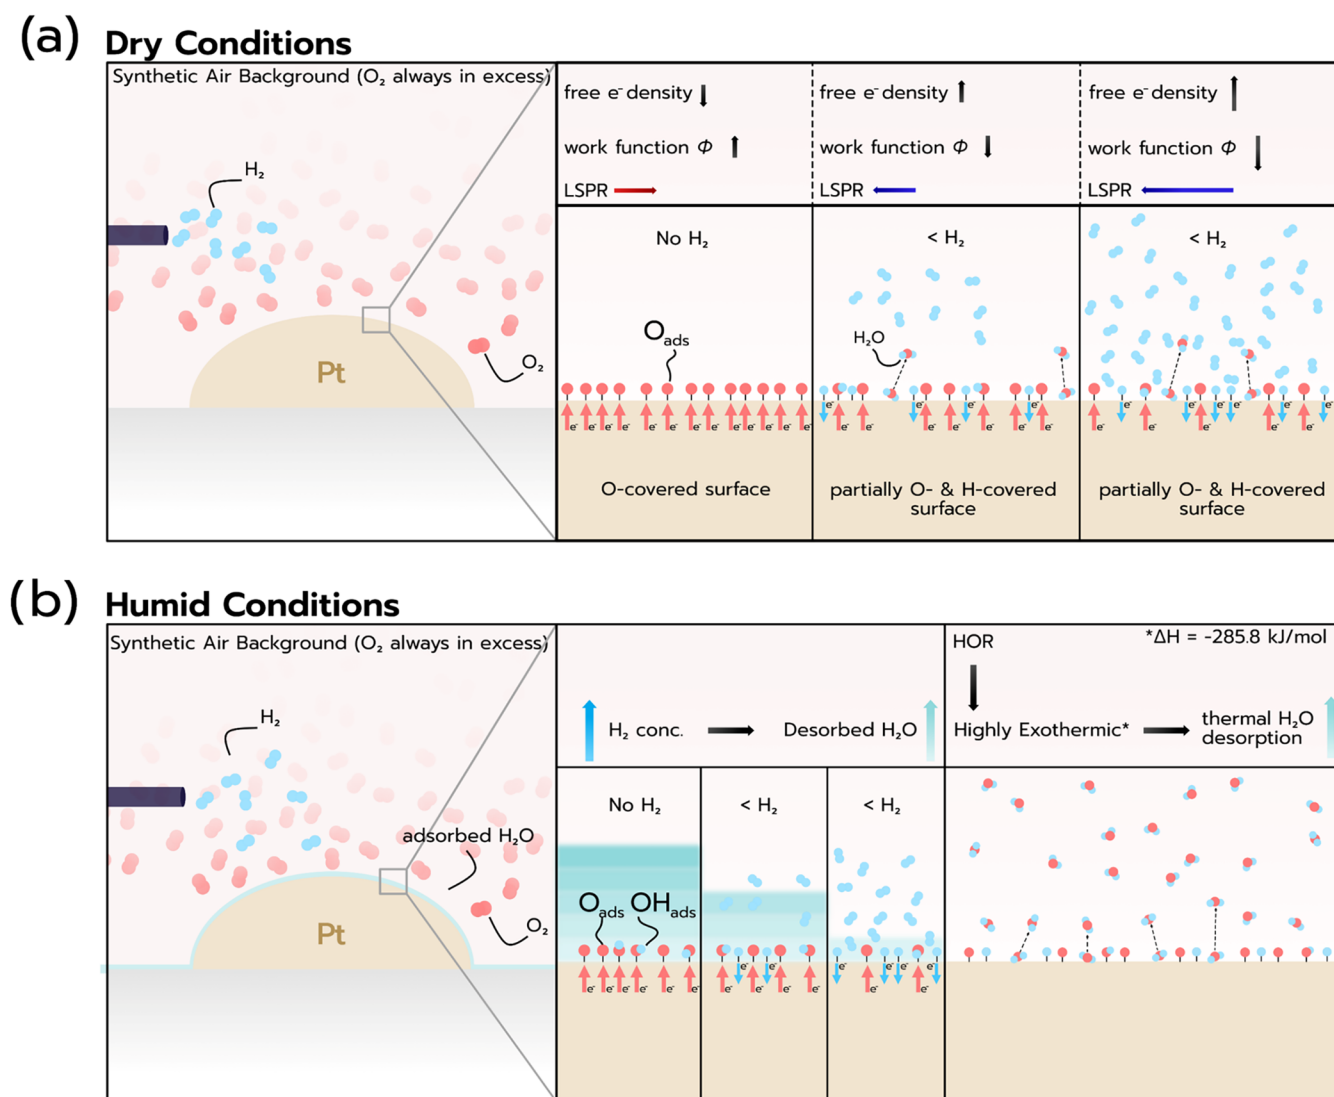 (a) Dry Conditions
Synthetic Air Background (O₂ always in excess)
H₂
Pt
O₂
free e⁻ density
work function Φ
LSPR
free e⁻ density
work function Φ
LSPR
free e⁻ density
work function Φ
LSPR
No H₂
O_ads
e⁻ e⁻ e⁻ e⁻ e⁻ e⁻ e⁻ e⁻ e⁻ e⁻ e⁻ e⁻
O-covered surface
< H₂
H₂O
e⁻ e⁻ e⁻ e⁻ e⁻ e⁻ e⁻ e⁻ e⁻ e⁻
partially O- & H-covered
surface
< H₂
e⁻ e⁻ e⁻ e⁻ e⁻ e⁻ e⁻ e⁻ e⁻ e⁻ e⁻
partially O- & H-covered
surface
(b) Humid Conditions
Synthetic Air Background (O₂ always in excess)
H₂
adsorbed H₂O
Pt
O₂
H₂ conc.
Desorbed H₂O
HOR
*ΔH = -285.8 kJ/mol
Highly Exothermic*
thermal H₂O
desorption
No H₂
O_ads OH_ads
e⁻ e⁻ e⁻ e⁻ e⁻ e⁻
< H₂
e⁻ e⁻ e⁻ e⁻ e⁻ e⁻
< H₂
e⁻ e⁻ e⁻ e⁻ e⁻ e⁻